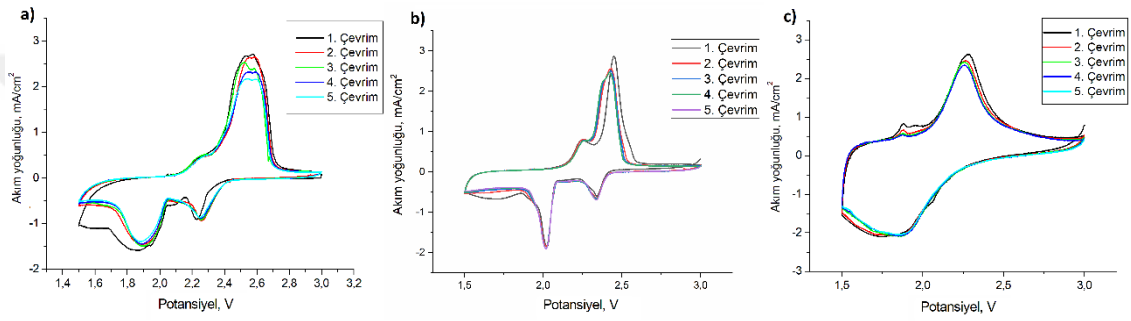 a)
3
2
1
0
-1
-2
1,4
1,6
1,8
2,0
2,2
2,4
2,6
2,8
3,0
3,2
Akım yoğunluğu, mA/cm²
Potansiyel, V
1. Çevrim
2. Çevrim
3. Çevrim
4. Çevrim
5. Çevrim
b)
3
2
1
0
-1
-2
1,5
2,0
2,5
3,0
Akım yoğunluğu, mA/cm²
Potansiyel, V
1. Çevrim
2. Çevrim
3. Çevrim
4. Çevrim
5. Çevrim
c)
3
2
1
0
-1
-2
-3
1,5
2,0
2,5
3,0
Akım yoğunluğu, mA/cm²
Potansiyel, V
1. Çevrim
2. Çevrim
3. Çevrim
4. Çevrim
5. Çevrim